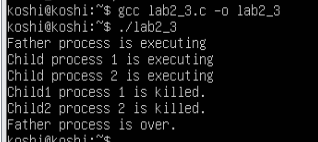 koshi@koshi:~$ gcc lab2_3.c -o lab2_3
koshi@koshi:~$ ./lab2_3
Father process is executing
Child process 1 is executing
Child process 2 is executing
Child1 process 1 is killed.
Child2 process 2 is killed.
Father process is over.
koshi@koshi:~$